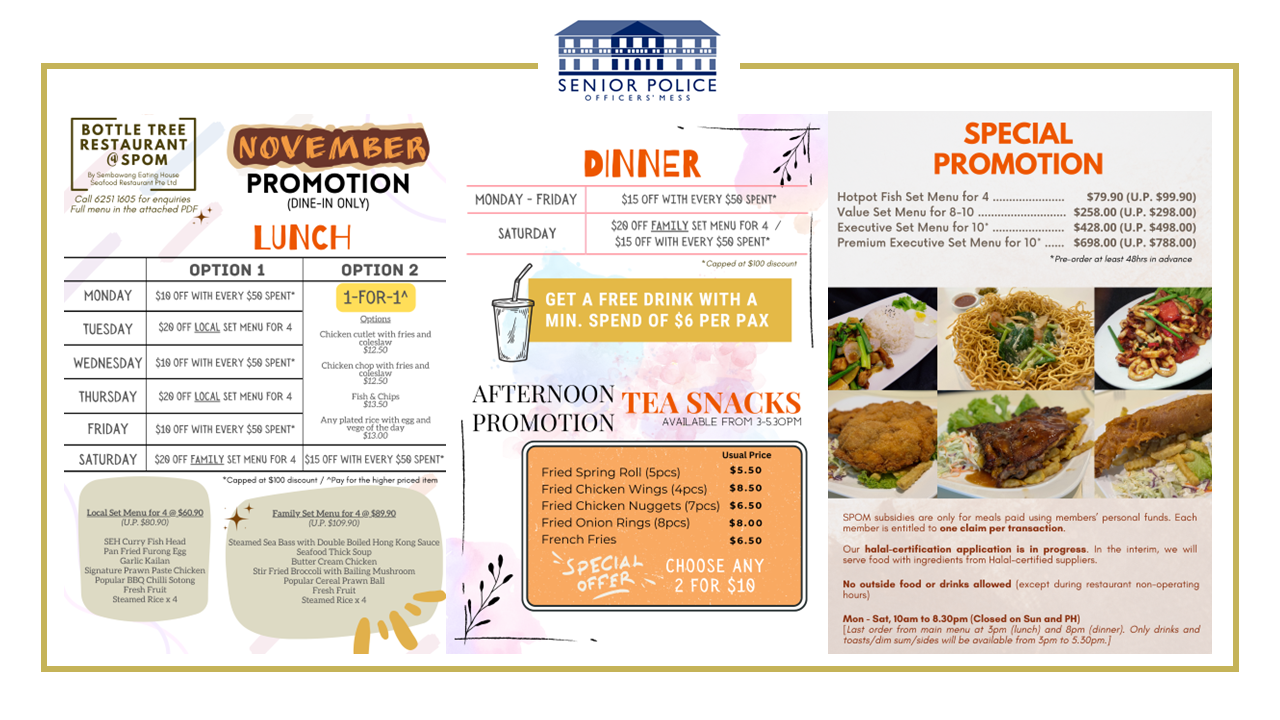 SENIOR POLICE
OFFICERS' MESS
BOTTLE TREE
RESTAURANT
@SPOM
By Sembawang Eating House
Seafood Restaurant Pte Ltd
Call 6251 1605 for enquiries
Full menu in the attached PDF
NOVEMBER
PROMOTION
(DINE-IN ONLY)
LUNCH
OPTION 1 OPTION 2
MONDAY $10 OFF WITH EVERY $50 SPENT* 1-FOR-1^
TUESDAY $20 OFF LOCAL SET MENU FOR 4
WEDNESDAY $10 OFF WITH EVERY $50 SPENT*
THURSDAY $20 OFF LOCAL SET MENU FOR 4
FRIDAY $10 OFF WITH EVERY $50 SPENT*
Options
Chicken cutlet with fries and
coleslaw
$12.50
Chicken chop with fries and
coleslaw
$12.50
Fish & Chips
$13.50
Any plated rice with egg and
vege of the day
$13.00
SATURDAY $20 OFF FAMILY SET MENU FOR 4 $15 OFF WITH EVERY $50 SPENT*
*Capped at $100 discount / ^Pay for the higher priced item
Local Set Menu for 4 @ $60.90
(U.P. $80.90)
SEH Curry Fish Head
Pan Fried Furong Egg
Garlic Kailan
Signature Prawn Paste Chicken
Popular BBQ Chilli Sotong
Fresh Fruit
Steamed Rice x 4
Family Set Menu for 4 @ $89.90
(U.P. $109.90)
Steamed Sea Bass with Double Boiled Hong Kong Sauce
Seafood Thick Soup
Butter Cream Chicken
Stir Fried Broccoli with Bailing Mushroom
Popular Cereal Prawn Ball
Fresh Fruit
Steamed Rice x 4
DINNER
MONDAY - FRIDAY $15 OFF WITH EVERY $50 SPENT*
SATURDAY $20 OFF FAMILY SET MENU FOR 4 /
$15 OFF WITH EVERY $50 SPENT*
*Capped at $100 discount
GET A FREE DRINK WITH A
MIN. SPEND OF $6 PER PAX
AFTERNOON
PROMOTION
TEA SNACKS
AVAILABLE FROM 3-5.30PM
Usual Price
Fried Spring Roll (5pcs) $5.50
Fried Chicken Wings (4pcs) $8.50
Fried Chicken Nuggets (7pcs) $6.50
Fried Onion Rings (8pcs) $8.00
French Fries $6.50
SPECIAL
OFFER
CHOOSE ANY
2 FOR $10
SPECIAL
PROMOTION
Hotpot Fish Set Menu for 4 ...................... $79.90 (U.P. $99.90)
Value Set Menu for 8-10 ........................... $258.00 (U.P. $298.00)
Executive Set Menu for 10* ...................... $428.00 (U.P. $498.00)
Premium Executive Set Menu for 10* ...... $698.00 (U.P. $788.00)
*Pre-order at least 48hrs in advance
SPOM subsidies are only for meals paid using members' personal funds. Each
member is entitled to one claim per transaction.
Our halal-certification application is in progress. In the interim, we will
serve food with ingredients from Halal-certified suppliers.
No outside food or drinks allowed (except during restaurant non-operating
hours)
Mon - Sat, 10am to 8.30pm (Closed on Sun and PH)
[Last order from main menu at 3pm (lunch) and 8pm (dinner). Only drinks and
toasts/dim sum/sides will be available from 3pm to 5.30pm.]